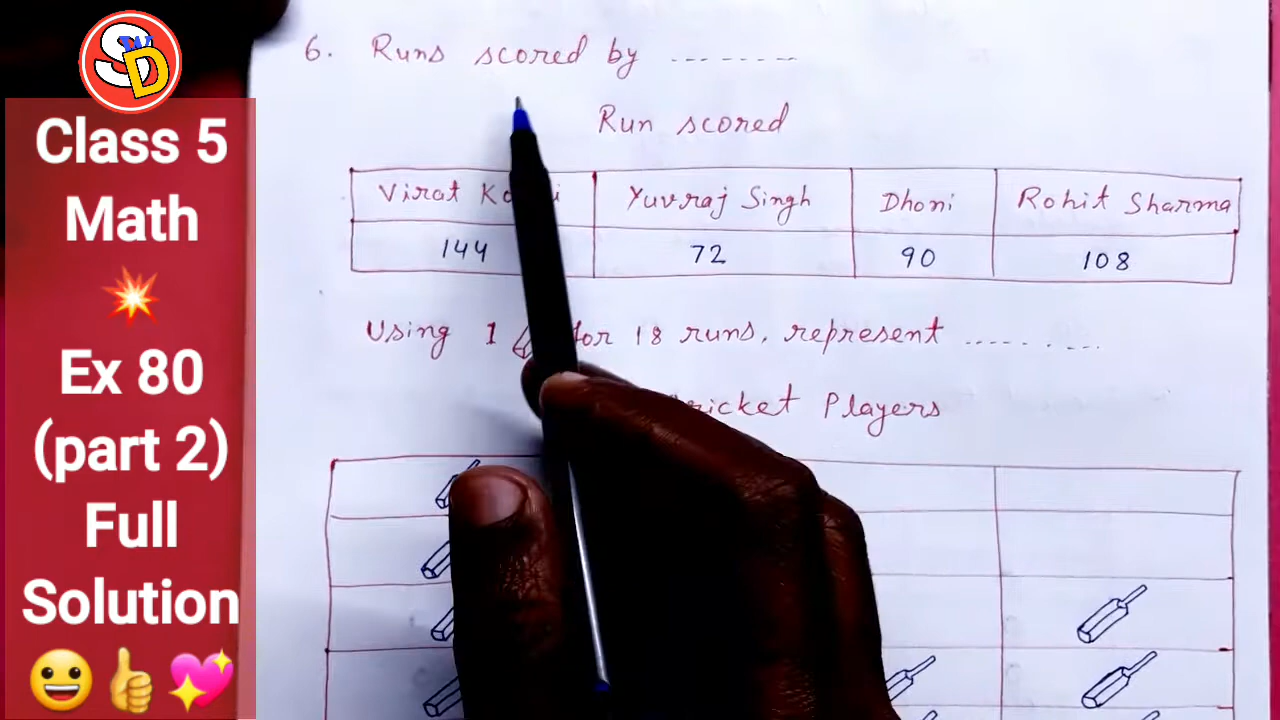 SWD
Class 5
Math
Ex 80
(part 2)
Full
Solution
6. Runs scored by --------
Run scored
Virat Yuvraj Singh Dhoni Rohit Sharma
144 72 90 108
Using 1 for 18 runs, represent ..........
Players